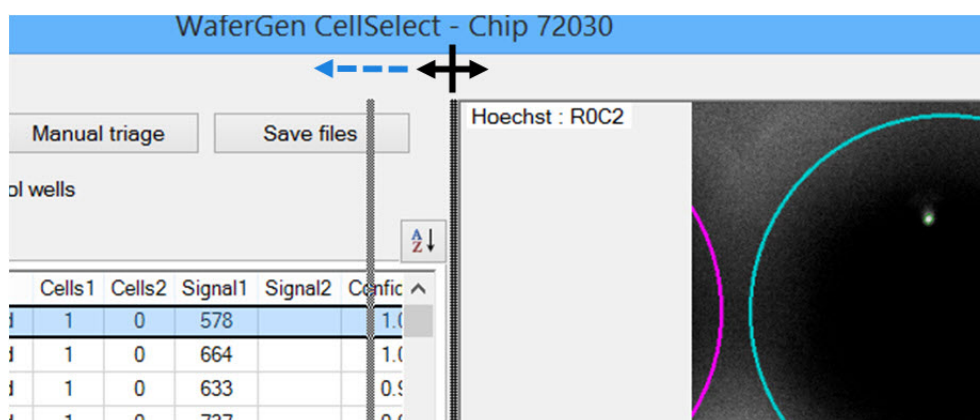 WaferGen CellSelect - Chip 72030
Manual triage Save files
Hoechst : R0C2
wells
Cells1 Cells2 Signal1 Signal2
1 0 578
1 0 664
1 0 633